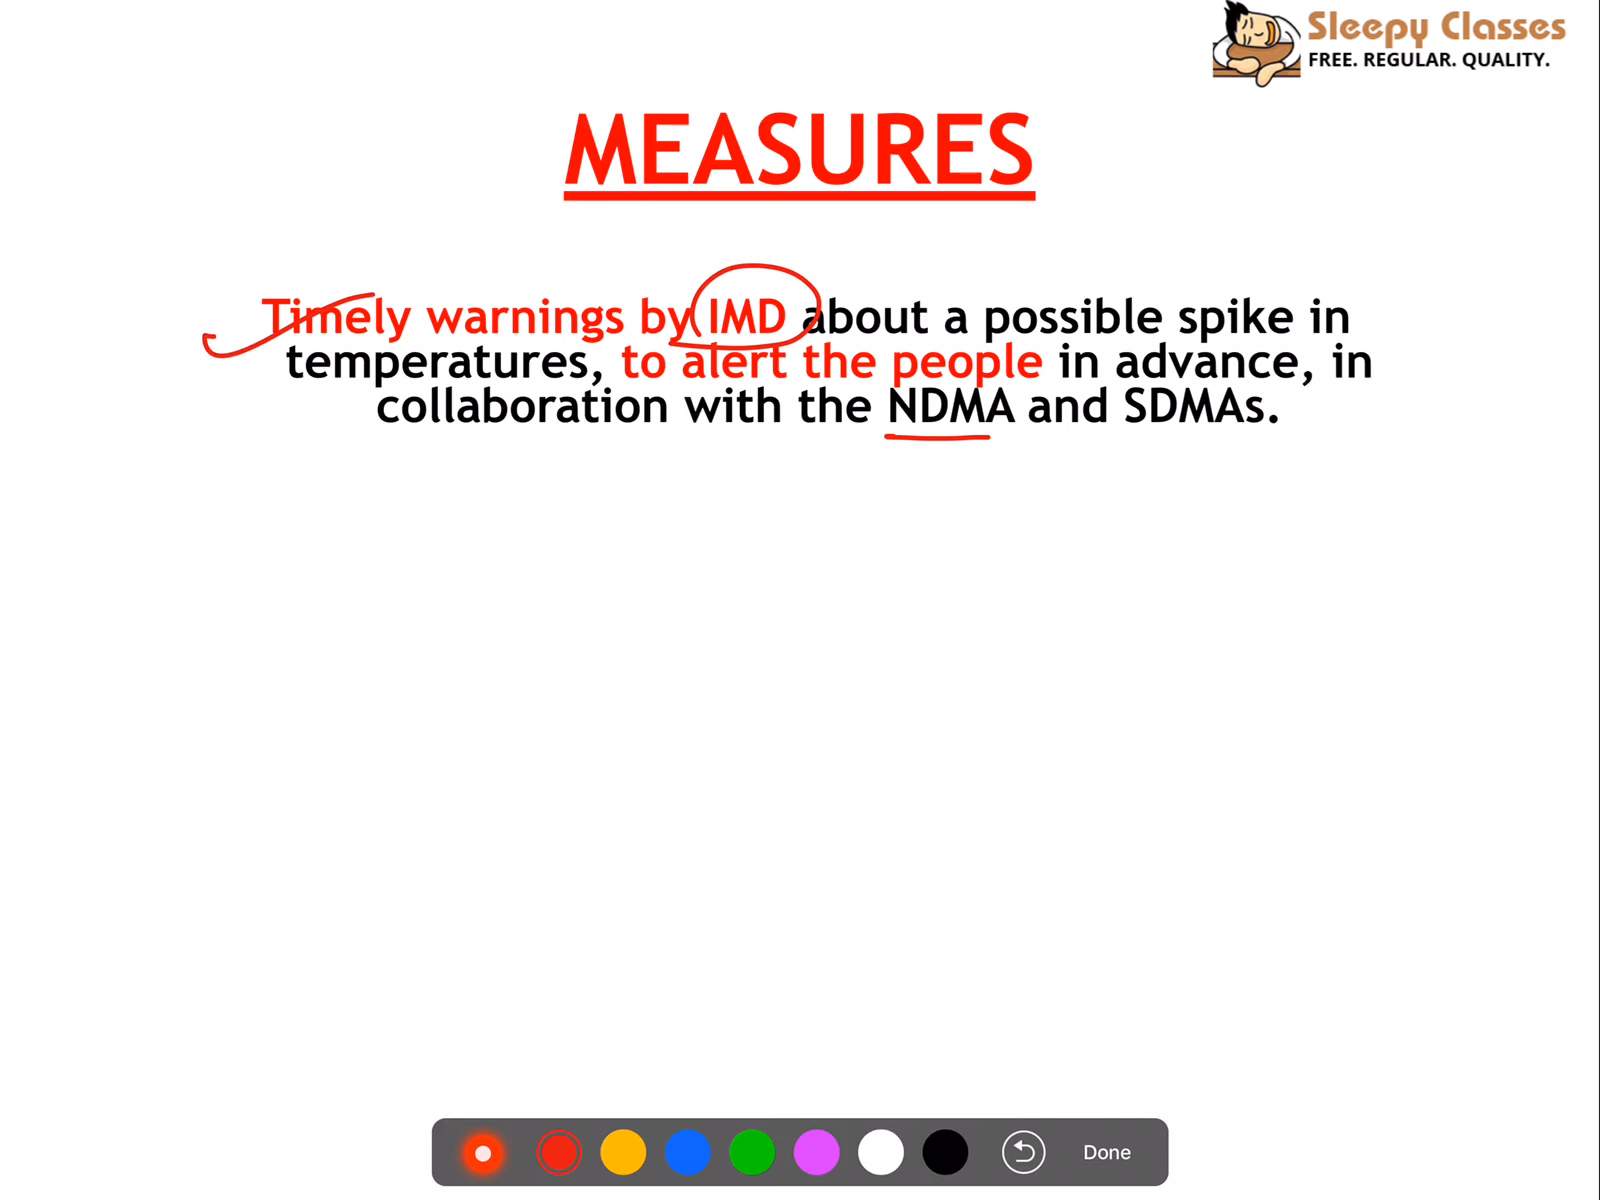 Sleepy Classes
FREE. REGULAR. QUALITY.
MEASURES
Timely warnings by IMD about a possible spike in
temperatures, to alert the people in advance, in
collaboration with the NDMA and SDMAs.
Done